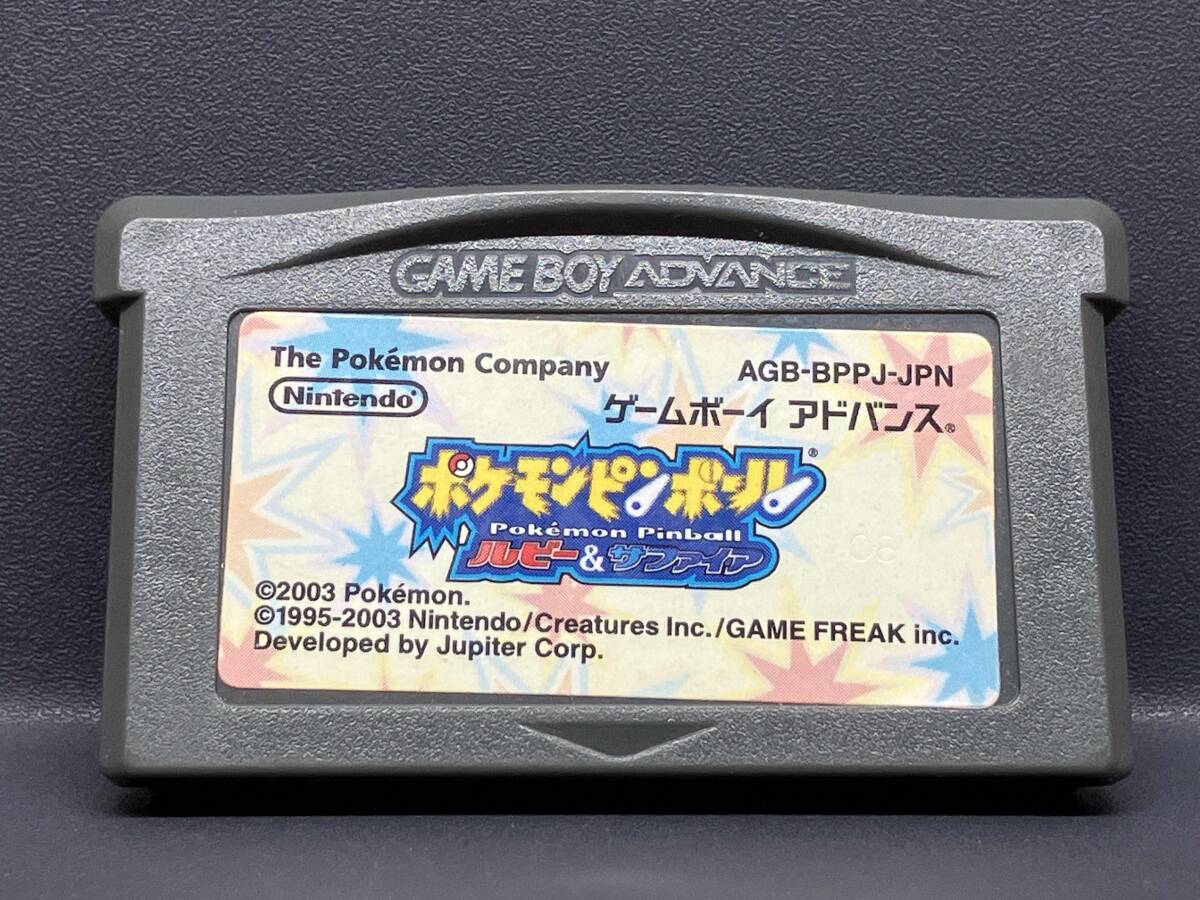 GAME BOY ADVANCE
The Pokémon Company
AGB-BPPJ-JPN
Nintendo®
ゲームボーイ アドバンス®
ポケモンピンボール®
Pokémon Pinball
ルビー&サファイア
08
©2003 Pokémon.
©1995-2003 Nintendo/Creatures Inc./GAME FREAK inc.
Developed by Jupiter Corp.